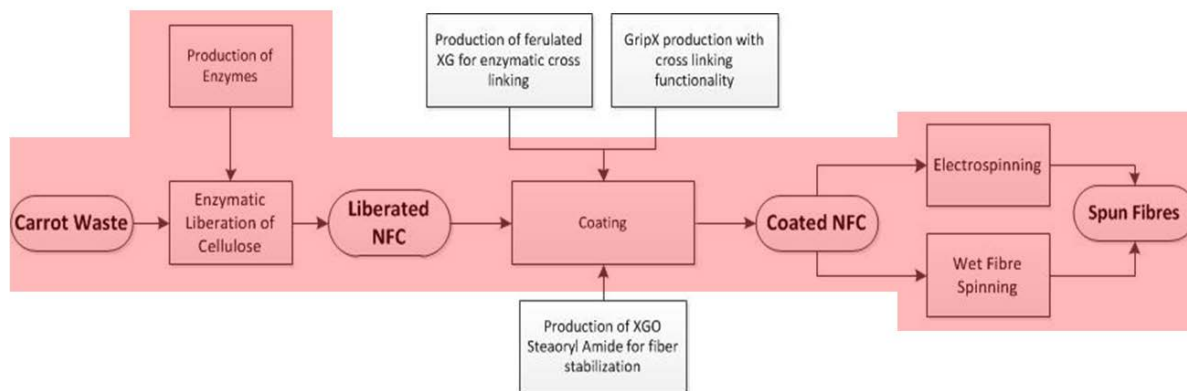 Production of
Enzymes
Production of ferulated
XG for enzymatic cross
linking
GripX production with
cross linking
functionality
Carrot Waste
Enzymatic
Liberation of
Cellulose
Liberated
NFC
Coating
Coated NFC
Electrospinning
Wet Fibre
Spinning
Spun Fibres
Production of XGO
Steaoryl Amide for fiber
stabilization